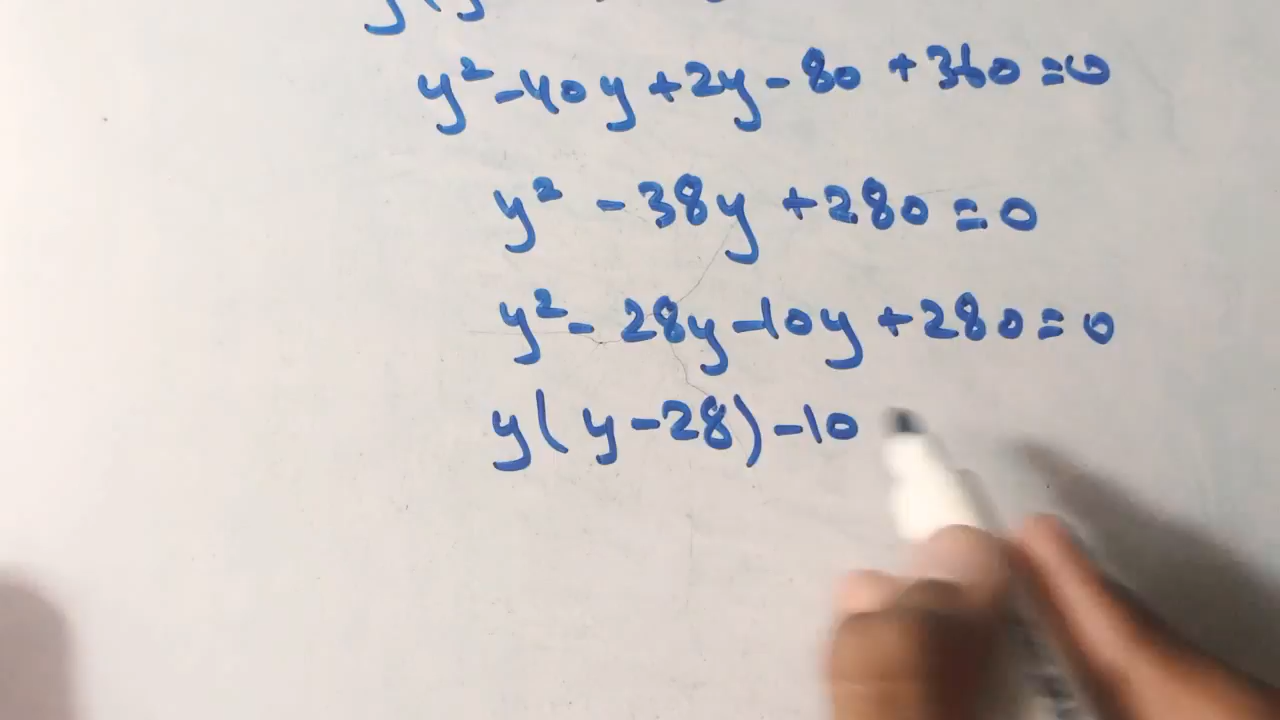 y² - 40y + 2y - 80 + 360 = 0
y² - 38y + 280 = 0
y² - 28y - 10y + 280 = 0
y(y - 28) - 10